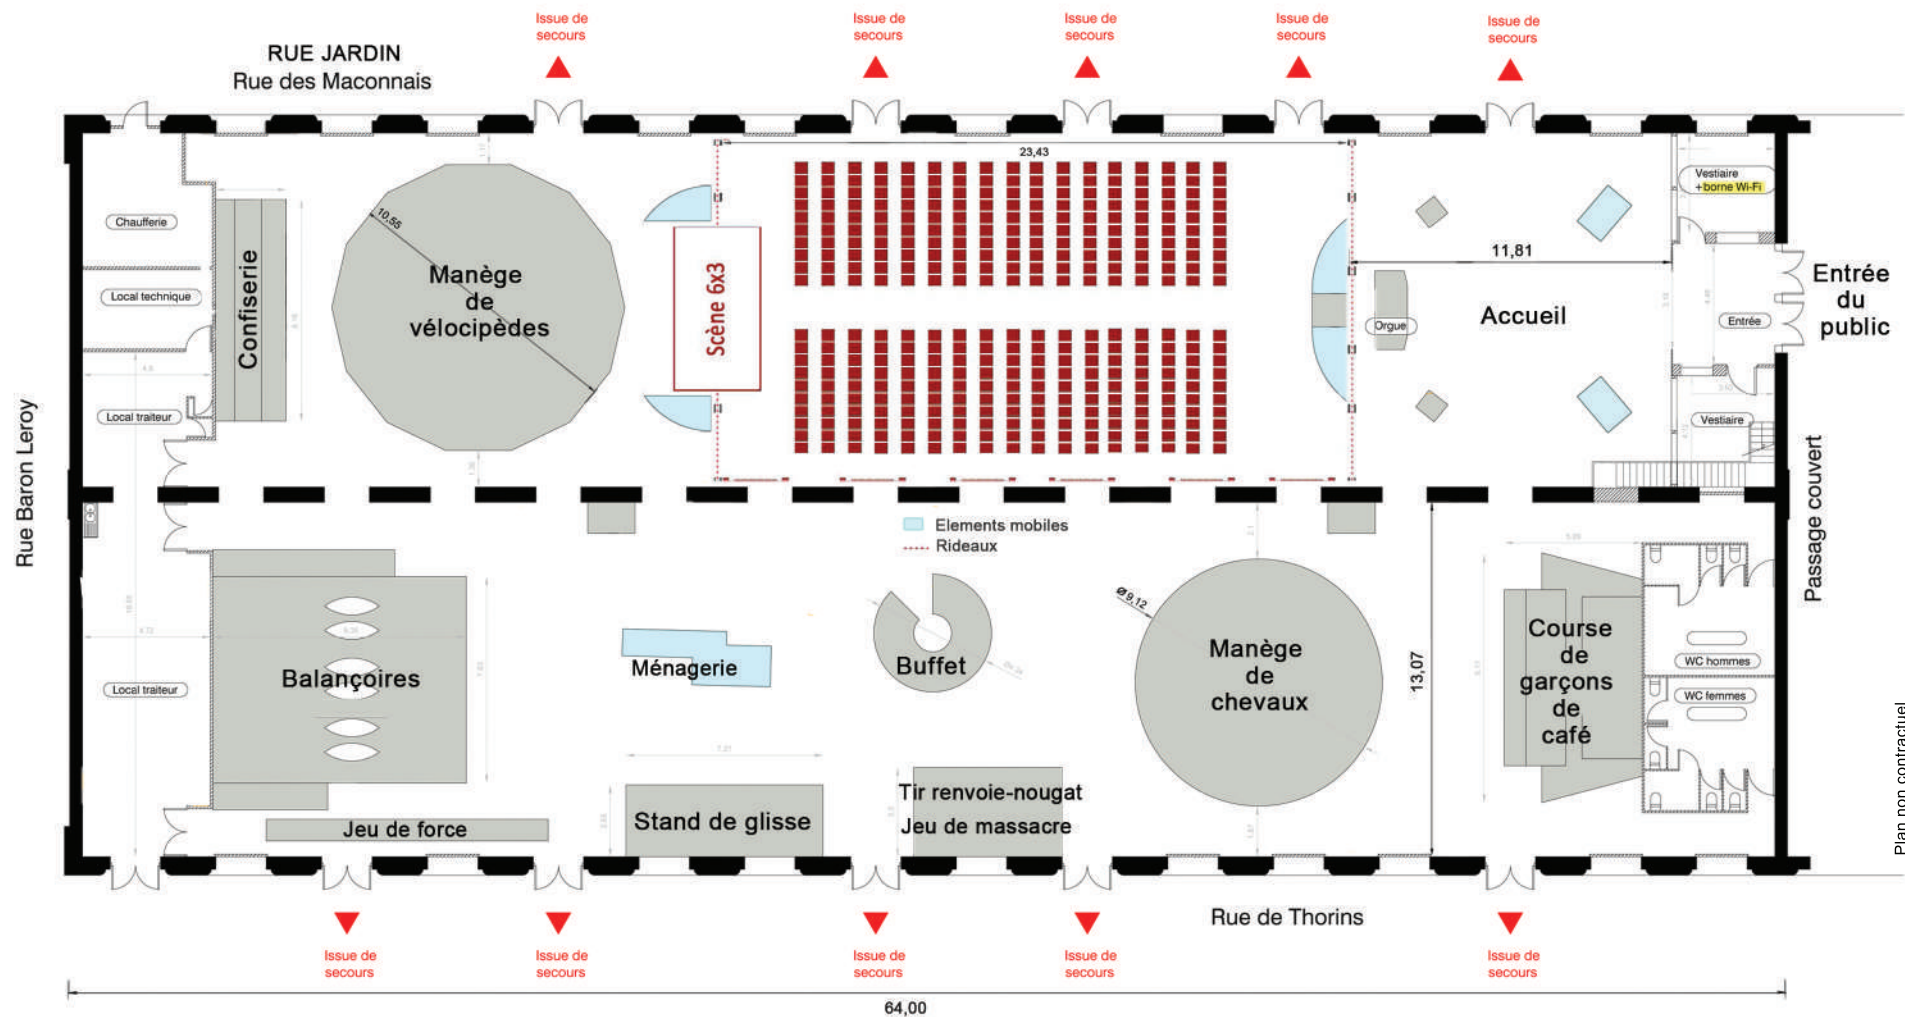 Issue de
secours
Issue de
secours
Issue de
secours
Issue de
secours
Issue de
secours
RUE JARDIN
Rue des Maconnais
23,43
Vestiaire
+borne Wi-Fi
Chaufferie
10,55
Confiserie
Manège
de
vélocipèdes
Scène 6x3
11,81
Entrée
du
public
Local technique
Orgue
Accueil
Entrée
Local traiteur
Vestiaire
Rue Baron Leroy
Passage couvert
Elements mobiles
Rideaux
Ø 9,12
13,07
Balançoires
Ménagerie
Buffet
Manège
de
chevaux
Course
de
garçons
de
café
WC hommes
WC femmes
Local traiteur
7,21
Tir renvoie-nougat
Jeu de massacre
Stand de glisse
Jeu de force
Plan non contractuel
Rue de Thorins
Issue de
secours
Issue de
secours
Issue de
secours
Issue de
secours
Issue de
secours
64,00